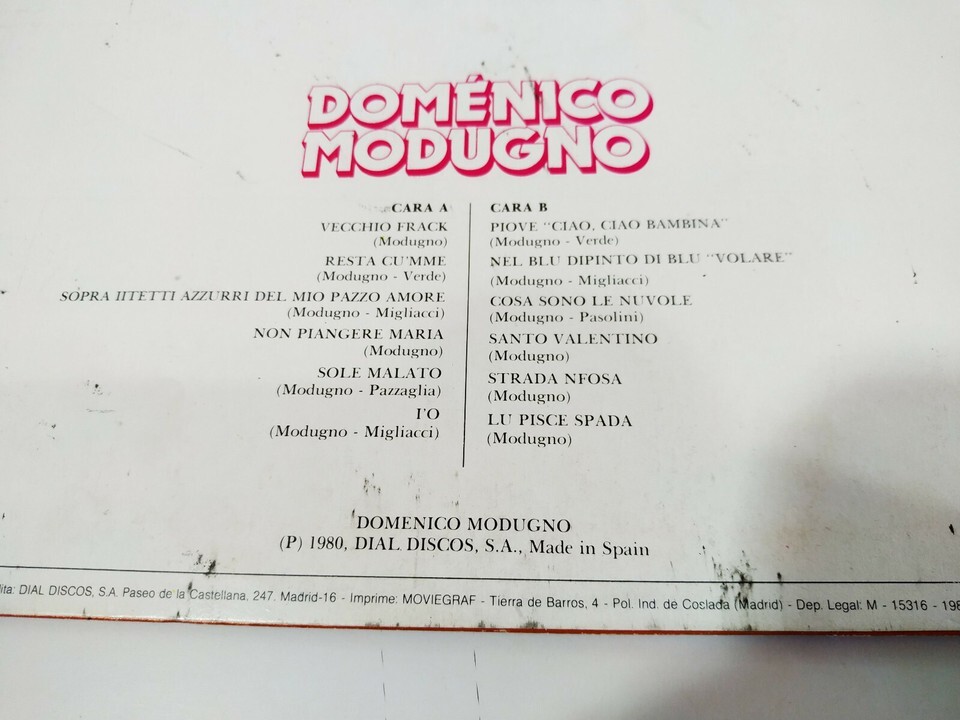 DOMÉNICO
MODUGNO
CARA A
VECCHIO FRACK
(Modugno)
RESTA CU'MME
(Modugno - Verde)
SOPRA IITETTI AZZURRI DEL MIO PAZZO AMORE
(Modugno - Migliacci)
NON PIANGERE MARIA
(Modugno)
SOLE MALATO
(Modugno - Pazzaglia)
I'O
(Modugno - Migliacci)
CARA B
PIOVE "CIAO, CIAO BAMBINA"
(Modugno - Verde)
NEL BLU DIPINTO DI BLU "VOLARE"
(Modugno - Migliacci)
COSA SONO LE NUVOLE
(Modugno - Pasolini)
SANTO VALENTINO
(Modugno)
STRADA NFOSA
(Modugno)
LU PISCE SPADA
(Modugno)
DOMENICO MODUGNO
(P) 1980, DIAL DISCOS, S.A., Made in Spain
DIAL DISCOS, S.A. Paseo de la Castellana, 247. Madrid-16 - Imprime: MOVIEGRAF - Tierra de Barros, 4 - Pol. Ind. de Coslada (Madrid) - Dep. Legal: M - 15316 -